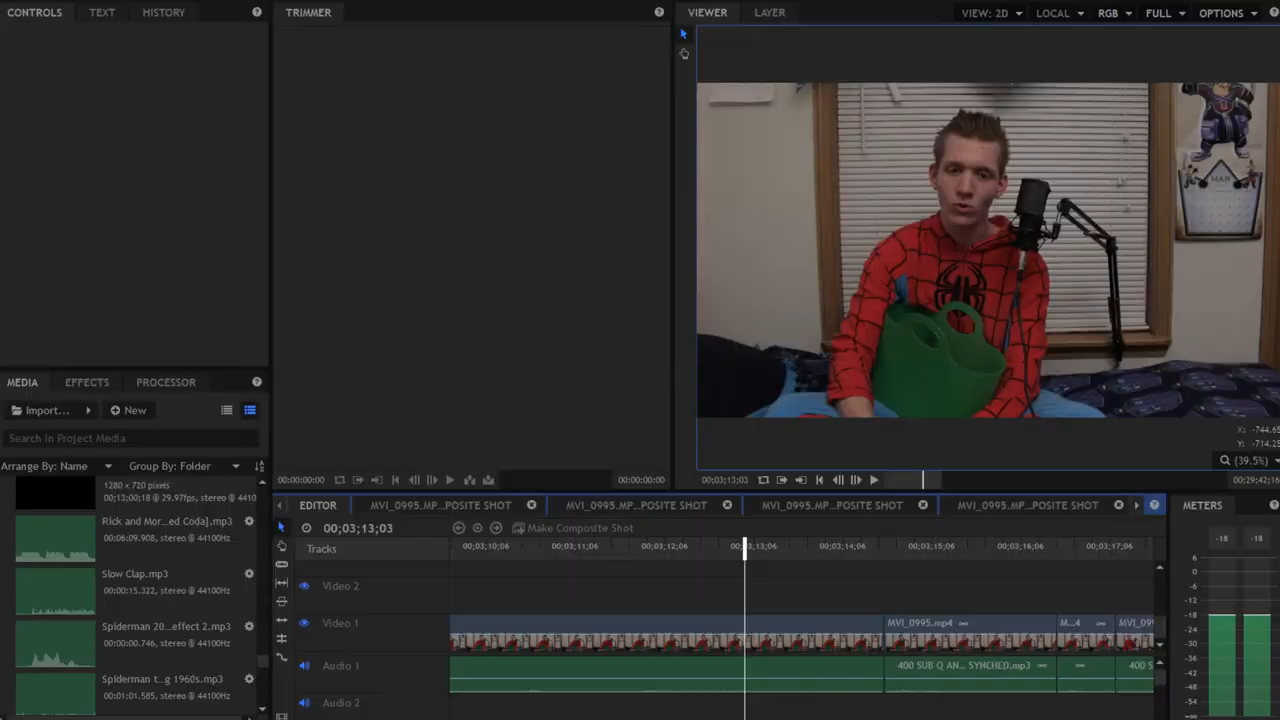 CONTROLS TEXT HISTORY
TRIMMER
VIEWER LAYER VIEW: 2D LOCAL RGB FULL OPTIONS
MAR
00:00:00:00 00:00:00:00
X: -744.65
Y: -714.25
(39.5%)
00;03;13;03 00;29;42;16
MEDIA EFFECTS PROCESSOR
Import... New
Search In Project Media
Arrange By: Name Group By: Folder
1280 x 720 pixels
00;13;00;18 @ 29.97fps, stereo @ 4410
Rick and Mor...ed Coda].mp3
00:06:09.908, stereo @ 44100Hz
Slow Clap.mp3
00:00:15.322, stereo @ 44100Hz
Spiderman 20...effect 2.mp3
00:00:00.746, stereo @ 44100Hz
Spiderman t...g 1960s.mp3
00:01:01.585, stereo @ 44100Hz
EDITOR MVI_0995.MP...POSITE SHOT MVI_0995.MP...POSITE SHOT MVI_0995.MP...POSITE SHOT MVI_0995.MP...POSITE SHOT
00;03;13;03 Make Composite Shot
Tracks 00;03;10;06 00;03;11;06 00;03;12;06 00;03;13;06 00;03;14;06 00;03;15;06 00;03;16;06 00;03;17;06
Video 2
Video 1 MVI_0995.mp4 M...4 MVI_099
Audio 1 400 SUB Q AN... SYNCHED.mp3 400 S
Audio 2
METERS
-18 -18
6
0
-6
-12
-18
-24
-30
-36
-42
-48
-54